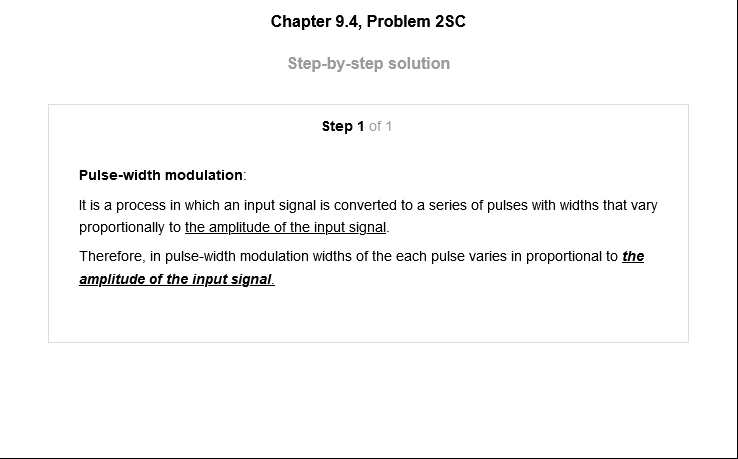 Chapter 9.4, Problem 2SC
Step-by-step solution
Step 1 of 1
Pulse-width modulation:
It is a process in which an input signal is converted to a series of pulses with widths that vary
proportionally to the amplitude of the input signal.
Therefore, in pulse-width modulation widths of the each pulse varies in proportional to the
amplitude of the input signal.